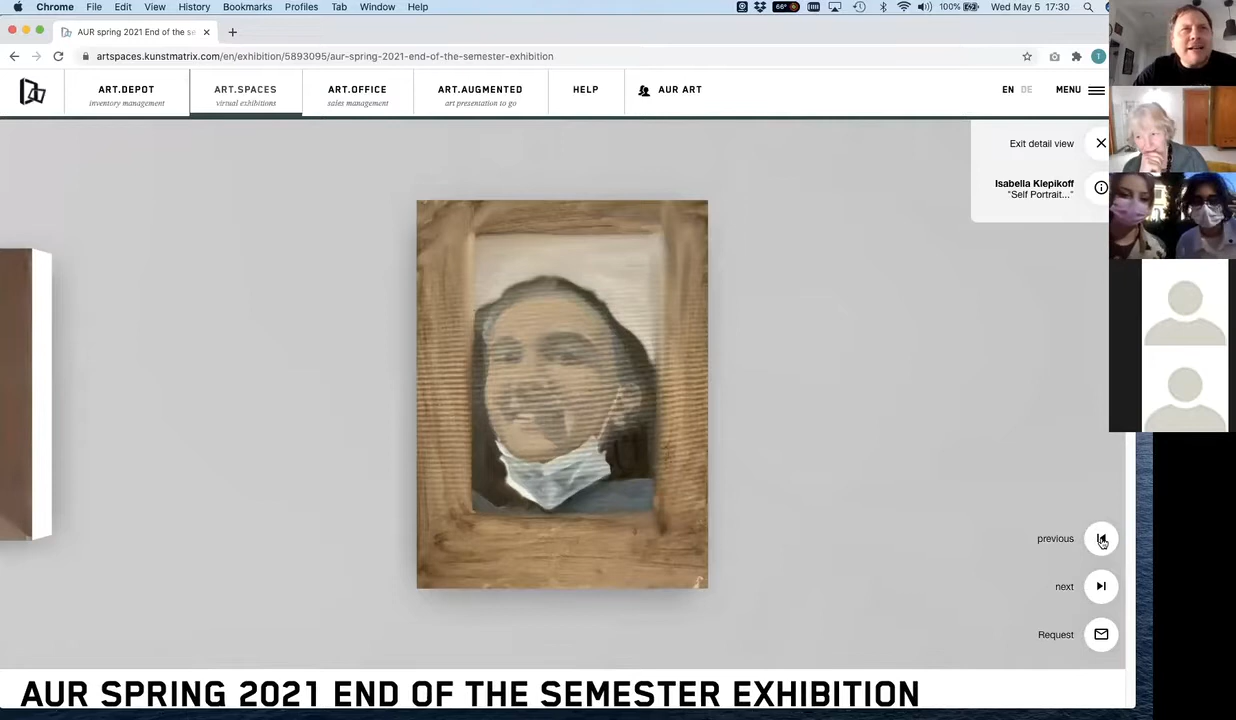 Chrome File Edit View History Bookmarks Profiles Tab Window Help 66° 100% Wed May 5 17:30
AUR spring 2021 End of the se
artspaces.kunstmatrix.com/en/exhibition/5893095/aur-spring-2021-end-of-the-semester-exhibition
T
ART.DEPOT ART.SPACES ART.OFFICE ART.AUGMENTED HELP AUR ART EN DE MENU
inventory management virtual exhibitions sales management art presentation to go
Exit detail view
Isabella Klepikoff
"Self Portrait..."
previous
next
Request
AUR SPRING 2021 END OF THE SEMESTER EXHIBITION